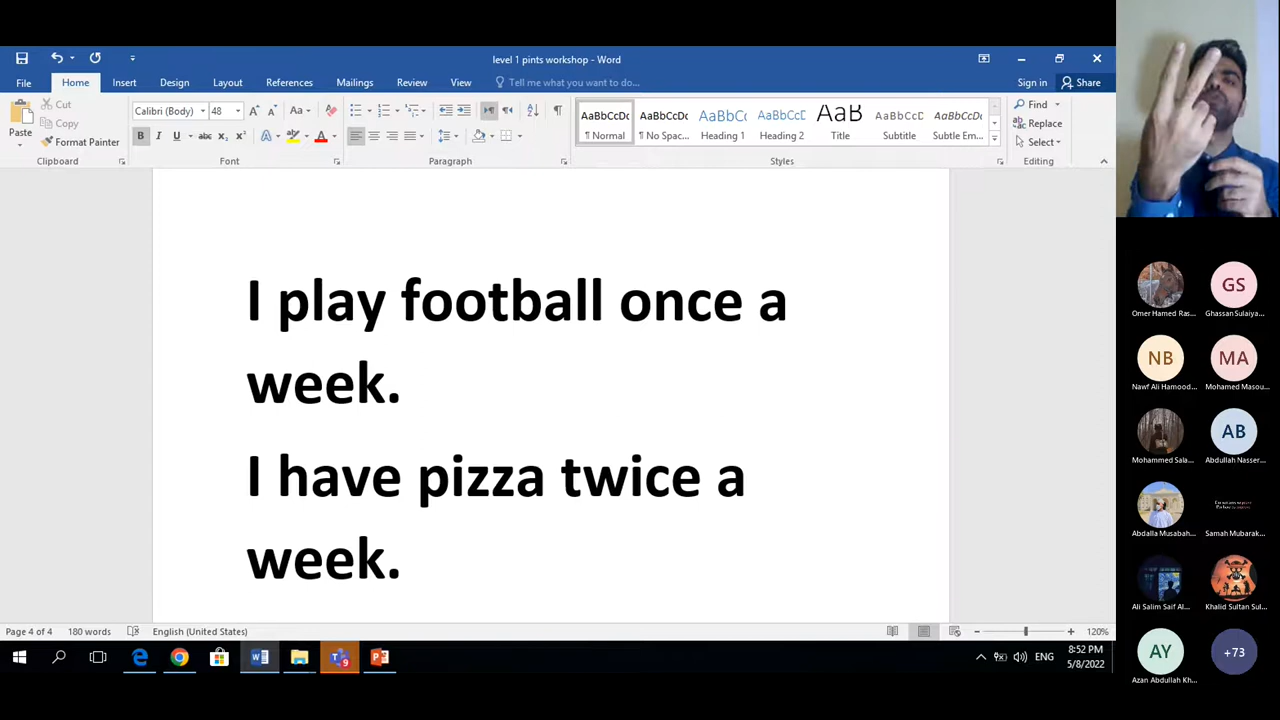 level 1 pints workshop - Word
File Home Insert Design Layout References Mailings Review View Tell me what you want to do... Sign in Share
Paste Cut Copy Format Painter
Calibri (Body) 48
AaBbCcDc AaBbCcDc AaBbC AaBbCcC AaB AaBbCcC AaBbCcDc
¶ Normal ¶ No Spac... Heading 1 Heading 2 Title Subtitle Subtle Em...
Find Replace Select
Clipboard Font Paragraph Styles Editing
I play football once a
week.
I have pizza twice a
week.
Page 4 of 4 180 words English (United States) 120%
ENG 8:52 PM
5/8/2022
GS
Omer Hamed Ras... Ghassan Sulaiya...
NB MA
Nawf Ali Hamood... Mohamed Masou...
AB
Mohammed Sala... Abdullah Nasser...
Abdalla Musabah... Samah Mubarak...
Ali Salim Saif Al... Khalid Sultan Sul...
AY +73
Azan Abdullah Kh...